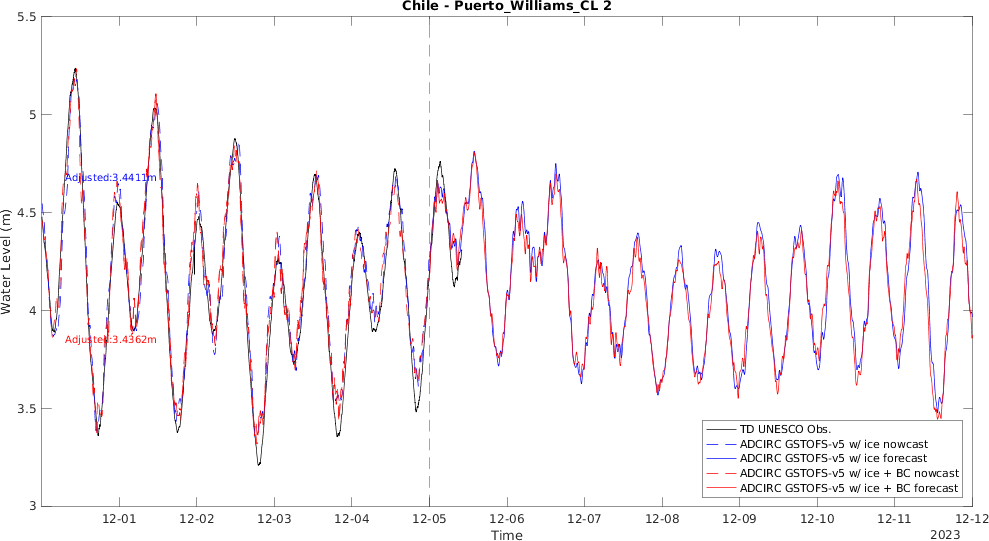 Chile - Puerto_Williams_CL 2
5.5
5
4.5
4
3.5
3
Water Level (m)
Adjusted:3.4411m
Adjusted:3.4362m
TD UNESCO Obs.
ADCIRC GSTOFS-v5 w/ ice nowcast
ADCIRC GSTOFS-v5 w/ ice forecast
ADCIRC GSTOFS-v5 w/ ice + BC nowcast
ADCIRC GSTOFS-v5 w/ ice + BC forecast
12-01 12-02 12-03 12-04 12-05 12-06 12-07 12-08 12-09 12-10 12-11 12-12
Time
2023